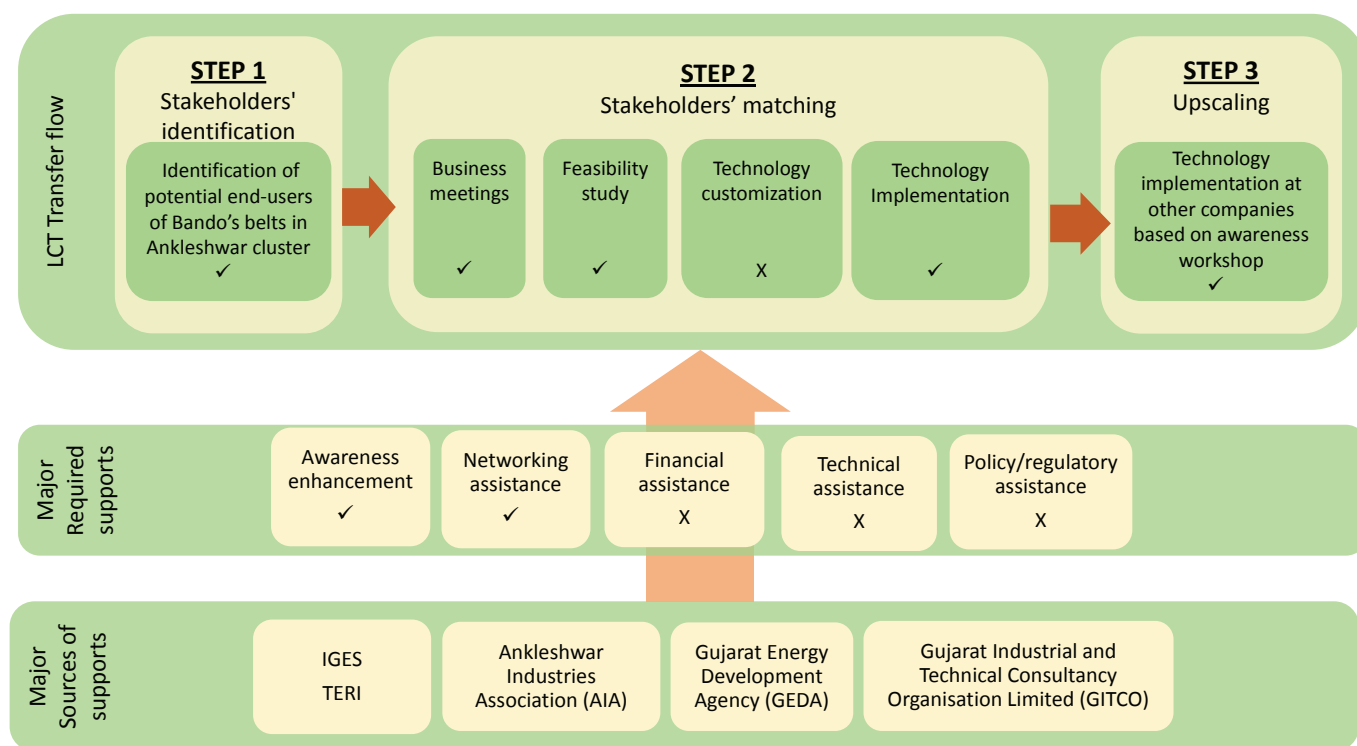 LCT Transfer flow
STEP 1
Stakeholders'
identification
Identification of
potential end-users
of Bando’s belts in
Ankleshwar cluster
✓
STEP 2
Stakeholders’ matching
Business
meetings
✓
Feasibility
study
✓
Technology
customization
X
Technology
Implementation
✓
STEP 3
Upscaling
Technology
implementation at
other companies
based on awareness
workshop
✓
Major
Required
supports
Awareness
enhancement
✓
Networking
assistance
✓
Financial
assistance
X
Technical
assistance
X
Policy/regulatory
assistance
X
Major
Sources of
supports
IGES
TERI
Ankleshwar
Industries
Association (AIA)
Gujarat Energy
Development
Agency (GEDA)
Gujarat Industrial and
Technical Consultancy
Organisation Limited (GITCO)